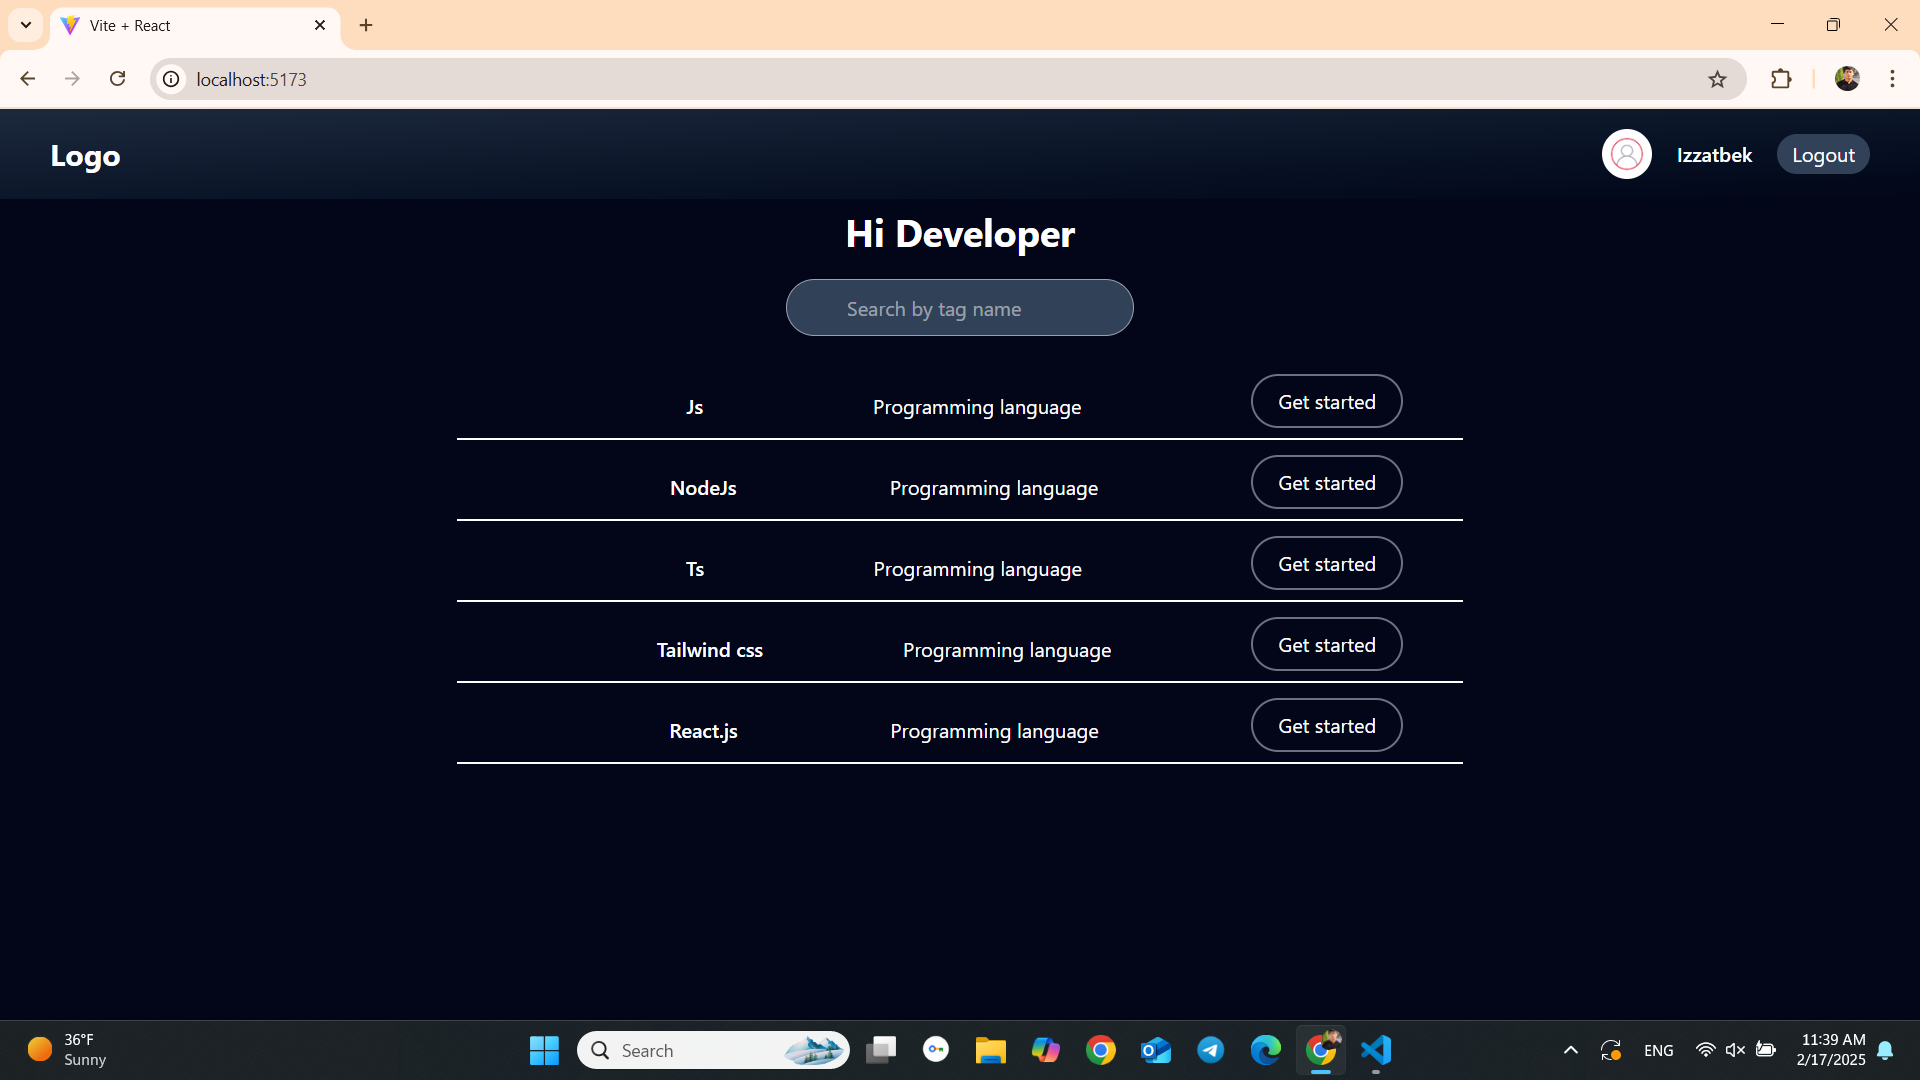 Vite + React
localhost:5173
Logo
Izzatbek
Logout
Hi Developer
Search by tag name
Js Programming language Get started
NodeJs Programming language Get started
Ts Programming language Get started
Tailwind css Programming language Get started
React.js Programming language Get started
36°F
Sunny
Search
ENG
11:39 AM
2/17/2025